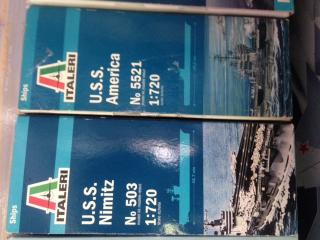 Ships
ITALERI
U.S.S.
America
No 5521
1:720
Ships
ITALERI
U.S.S.
Nimitz
No 503
1:720